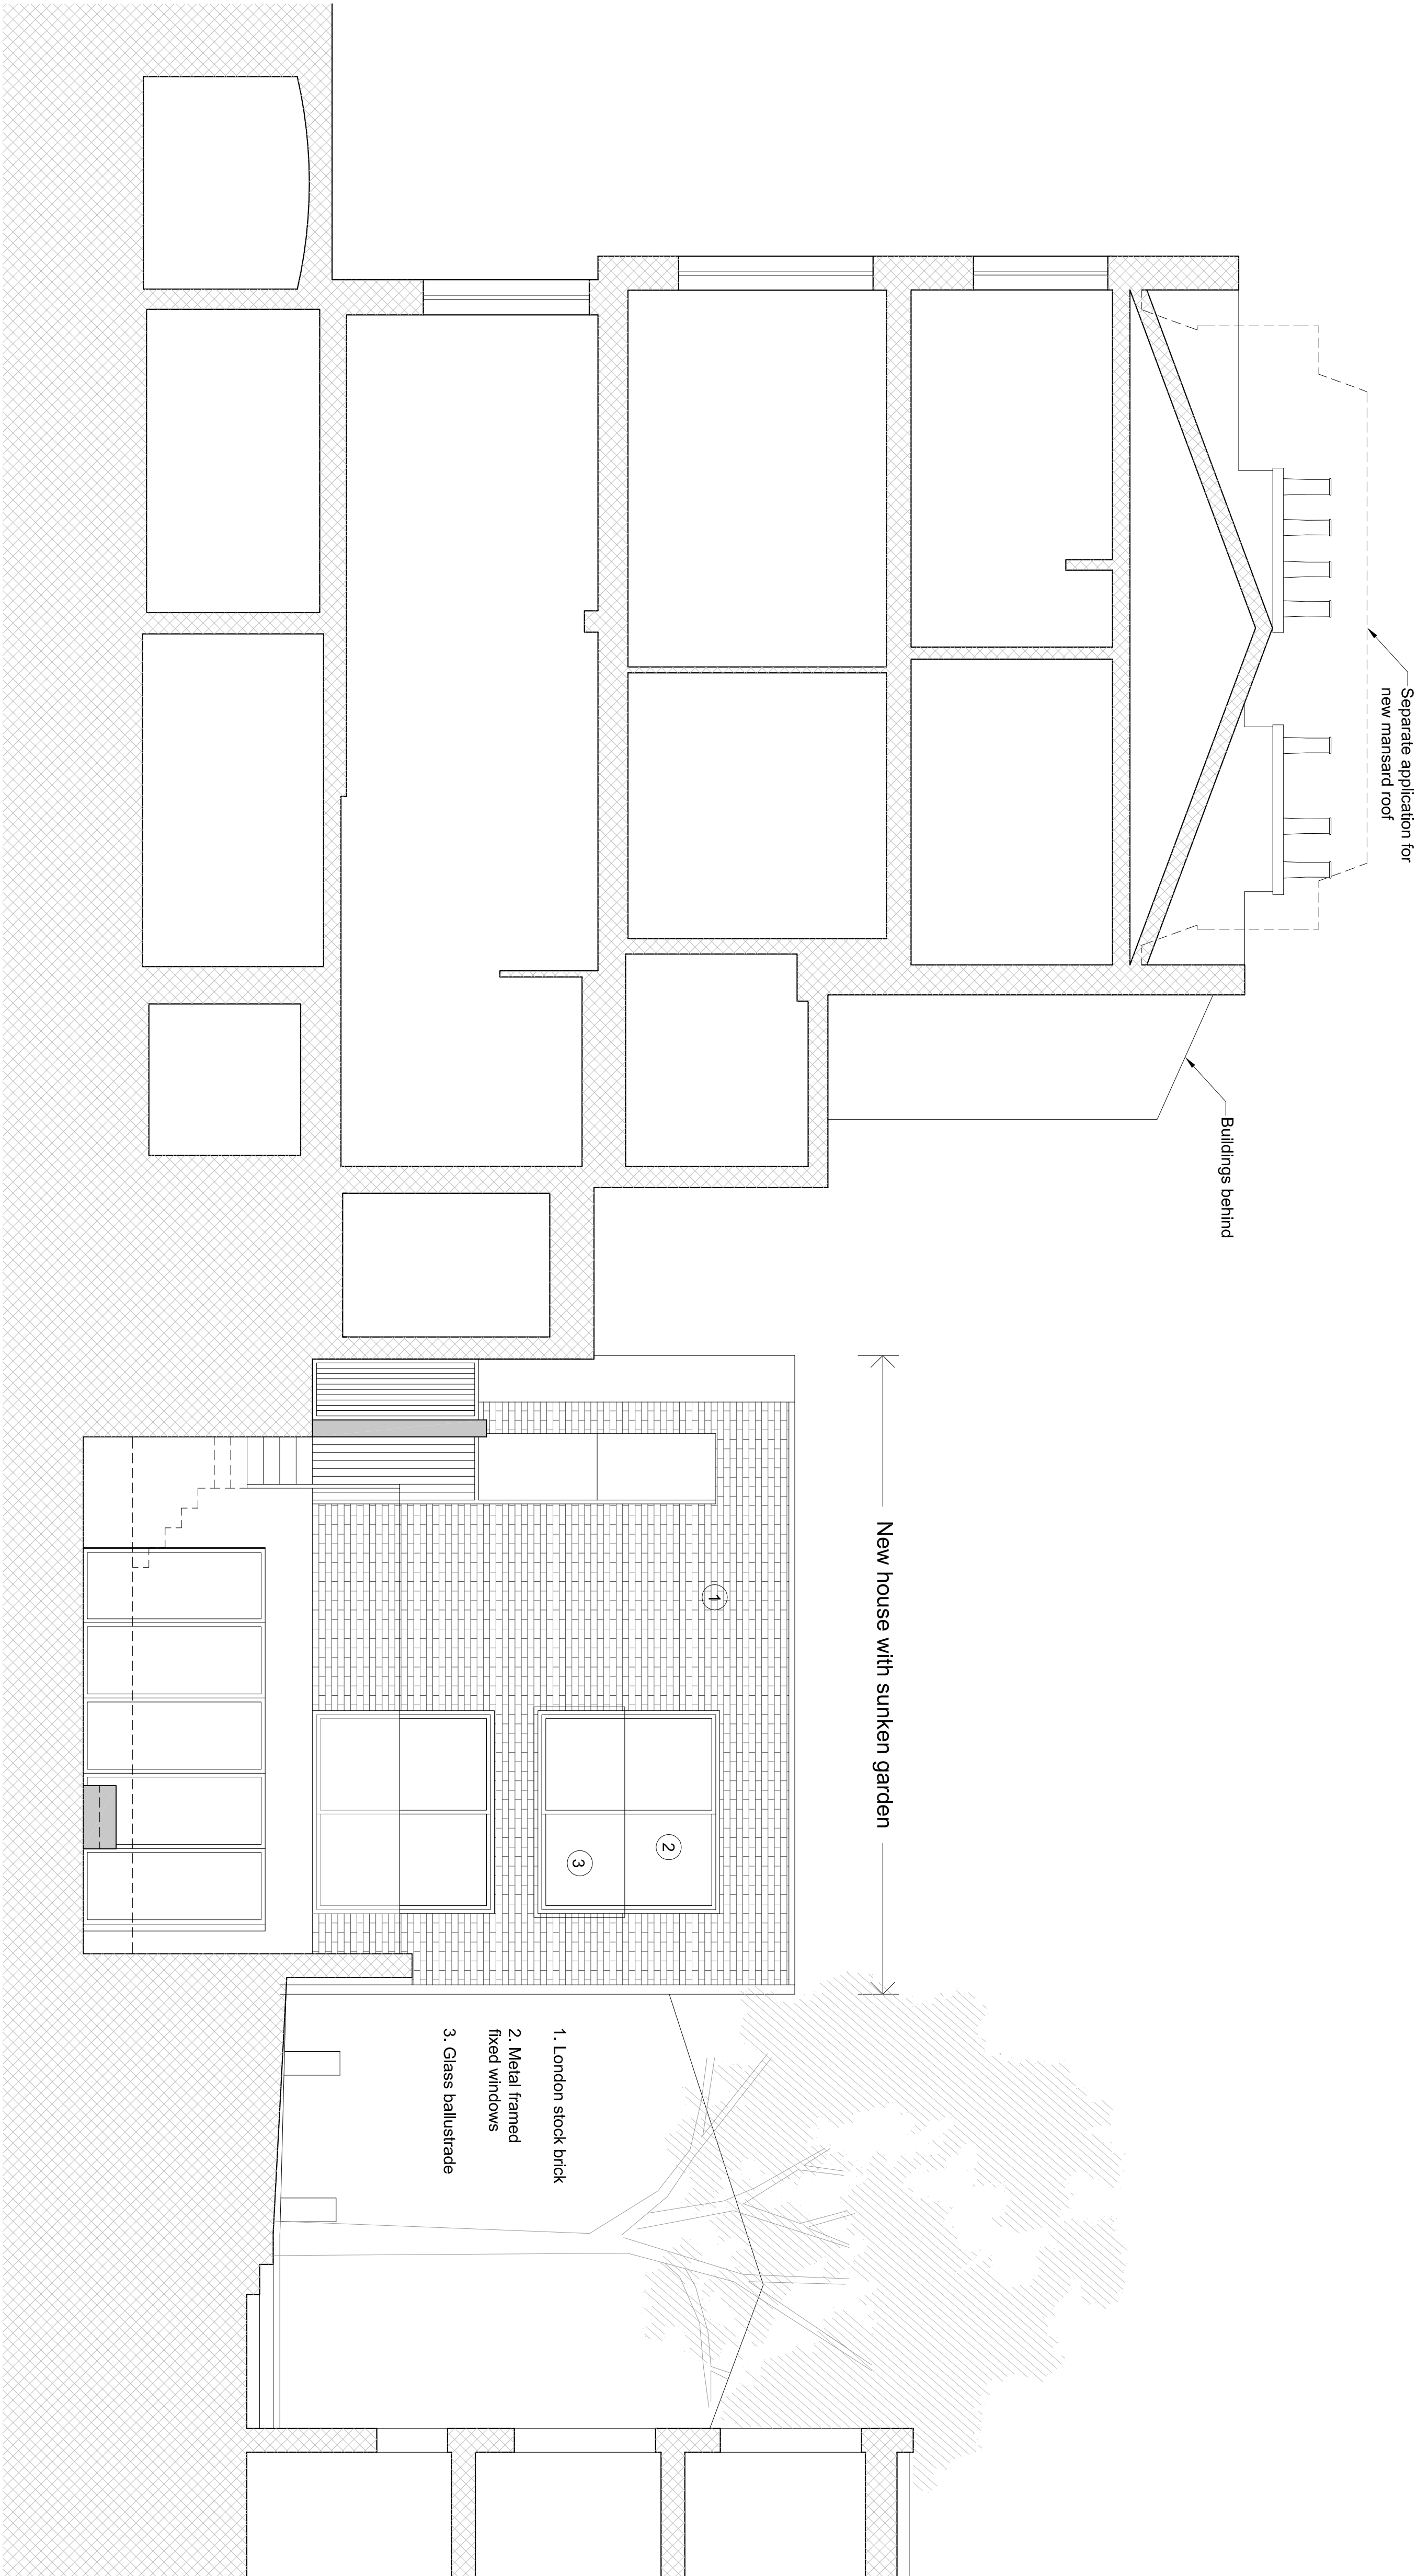 Separate application for
new mansard roof
Buildings behind
New house with sunken garden
1
2
3
1. London stock brick
2. Metal framed
fixed windows
3. Glass ballustrade